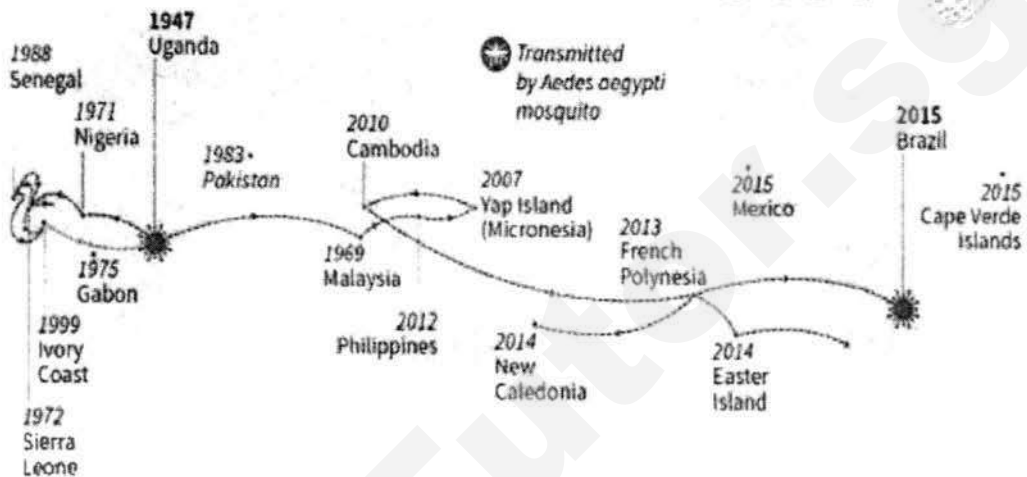 1947
Uganda
1988
Senegal
1971
Nigeria
Transmitted
by Aedes aegypti
mosquito
1983
Pakistan
2010
Cambodia
2015
Brazil
2007
Yap Island
(Micronesia)
2015
Mexico
2015
Cape Verde
Islands
2013
French
Polynesia
1969
Malaysia
1975
Gabon
1999
Ivory
Coast
2012
Philippines
2014
New
Caledonia
2014
Easter
Island
1972
Sierra
Leone
Tutor.sg